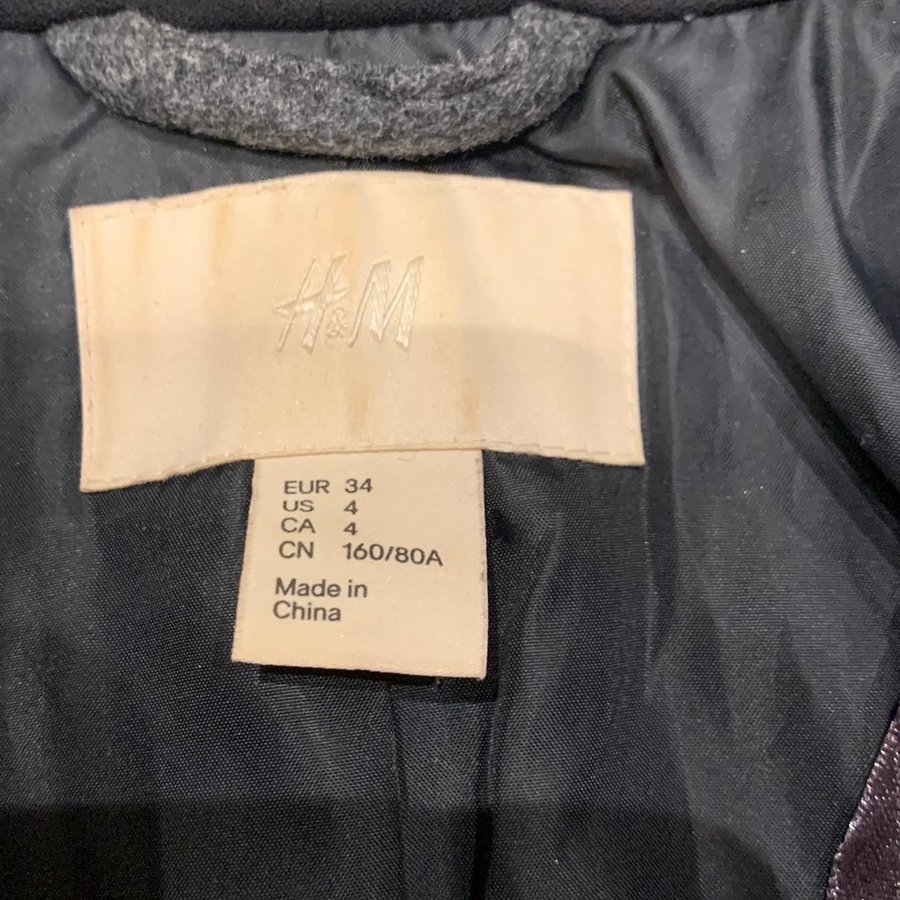 H&M
EUR 34
US 4
CA 4
CN 160/80A
Made in
China